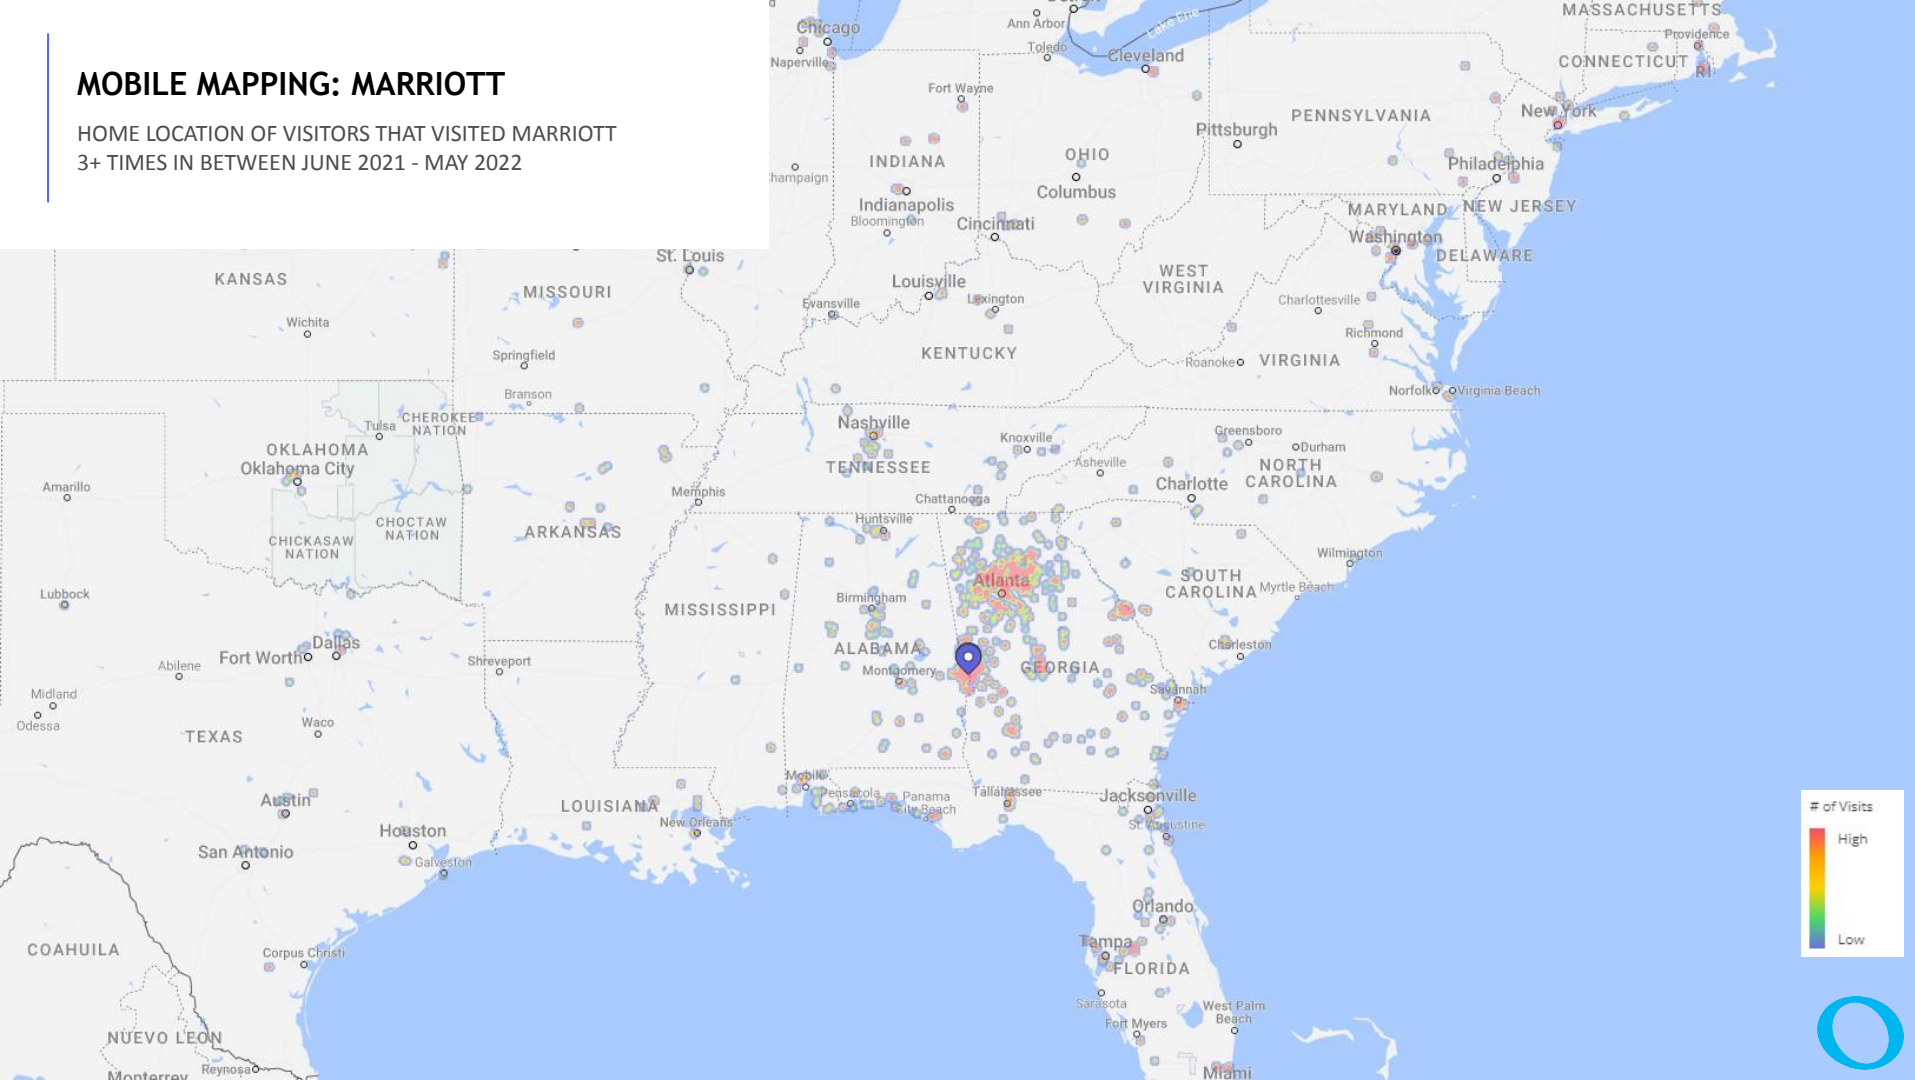 MOBILE MAPPING: MARRIOTT
HOME LOCATION OF VISITORS THAT VISITED MARRIOTT
3+ TIMES IN BETWEEN JUNE 2021 - MAY 2022
Chicago
Naperville
Ann Arbor
Toledo
Lake Erie
Cleveland
MASSACHUSETTS
Providence
CONNECTICUT
RI
Fort Wayne
New York
PENNSYLVANIA
Pittsburgh
INDIANA
OHIO
Philadelphia
Columbus
Indianapolis
Bloomington
Cincinnati
MARYLAND
NEW JERSEY
Washington
DELAWARE
St. Louis
KANSAS
MISSOURI
WEST
VIRGINIA
Louisville
Lexington
Evansville
Charlottesville
Wichita
Richmond
Springfield
KENTUCKY
Roanoke
VIRGINIA
Branson
Norfolk
Virginia Beach
CHEROKEE
NATION
Tulsa
Nashville
Knoxville
Greensboro
Durham
OKLAHOMA
Oklahoma City
TENNESSEE
Asheville
NORTH
CAROLINA
Amarillo
Memphis
Chattanooga
Charlotte
Huntsville
ARKANSAS
CHOCTAW
NATION
CHICKASAW
NATION
Wilmington
Atlanta
SOUTH
CAROLINA
Myrtle Beach
Lubbock
Birmingham
MISSISSIPPI
Dallas
Fort Worth
ALABAMA
Charleston
Abilene
Shreveport
Montgomery
GEORGIA
Savannah
Midland
Odessa
Waco
TEXAS
Mobile
Pensacola
Panama
City Beach
Tallahassee
Jacksonville
Austin
LOUISIANA
New Orleans
St. Augustine
Houston
San Antonio
Galveston
Orlando
Tampa
COAHUILA
Corpus Christi
FLORIDA
Sarasota
West Palm
Beach
Fort Myers
NUEVO LEON
Reynosa
Monterrey
Miami
# of Visits
High
Low